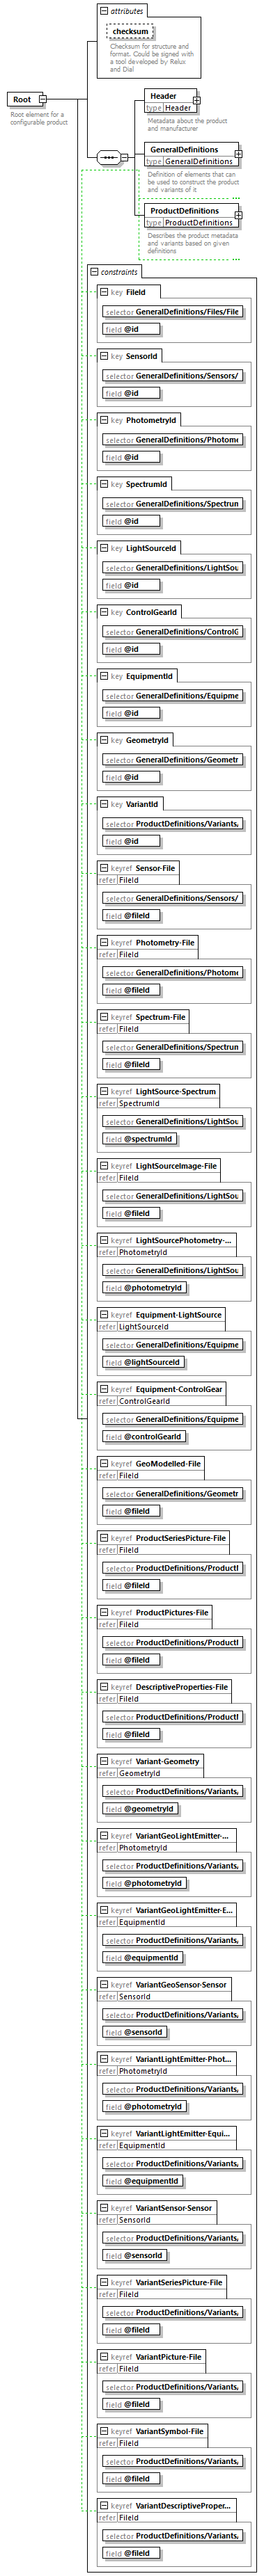 attributes
checksum
Checksum for structure and
format. Could be signed with
a tool developed by Relux
and Dial
Root
Root element for a
configurable product
Header
type Header
Metadata about the product
and manufacturer
GeneralDefinitions
type GeneralDefinitions
Definition of elements that can
be used to construct the product
and variants of it
ProductDefinitions
type ProductDefinitions
Describes the product metadata
and variants based on given
definitions
constraints
key FileId
selector GeneralDefinitions/Files/File
field @id
key SensorId
selector GeneralDefinitions/Sensors/
field @id
key PhotometryId
selector GeneralDefinitions/Photome
field @id
key SpectrumId
selector GeneralDefinitions/Spectrun
field @id
key LightSourceId
selector GeneralDefinitions/LightSou
field @id
key ControlGearId
selector GeneralDefinitions/ControlG
field @id
key EquipmentId
selector GeneralDefinitions/Equipme
field @id
key GeometryId
selector GeneralDefinitions/Geometr
field @id
key VariantId
selector ProductDefinitions/Variants,
field @id
keyref Sensor-File
refer FileId
selector GeneralDefinitions/Sensors/
field @fileId
keyref Photometry-File
refer FileId
selector GeneralDefinitions/Photome
field @fileId
keyref Spectrum-File
refer FileId
selector GeneralDefinitions/Spectrun
field @fileId
keyref LightSource-Spectrum
refer SpectrumId
selector GeneralDefinitions/LightSou
field @spectrumId
keyref LightSourceImage-File
refer FileId
selector GeneralDefinitions/LightSou
field @fileId
keyref LightSourcePhotometry-...
refer PhotometryId
selector GeneralDefinitions/LightSou
field @photometryId
keyref Equipment-LightSource
refer LightSourceId
selector GeneralDefinitions/Equipme
field @lightSourceId
keyref Equipment-ControlGear
refer ControlGearId
selector GeneralDefinitions/Equipme
field @controlGearId
keyref GeoModelled-File
refer FileId
selector GeneralDefinitions/Geometr
field @fileId
keyref ProductSeriesPicture-File
refer FileId
selector ProductDefinitions/Productl
field @fileId
keyref ProductPictures-File
refer FileId
selector ProductDefinitions/Productl
field @fileId
keyref DescriptiveProperties-File
refer FileId
selector ProductDefinitions/Productl
field @fileId
keyref Variant-Geometry
refer GeometryId
selector ProductDefinitions/Variants,
field @geometryId
keyref VariantGeoLightEmitter-...
refer PhotometryId
selector ProductDefinitions/Variants,
field @photometryId
keyref VariantGeoLightEmitter-E...
refer EquipmentId
selector ProductDefinitions/Variants,
field @equipmentId
keyref VariantGeoSensor-Sensor
refer SensorId
selector ProductDefinitions/Variants,
field @sensorId
keyref VariantLightEmitter-Phot...
refer PhotometryId
selector ProductDefinitions/Variants,
field @photometryId
keyref VariantLightEmitter-Equi...
refer EquipmentId
selector ProductDefinitions/Variants,
field @equipmentId
keyref VariantSensor-Sensor
refer SensorId
selector ProductDefinitions/Variants,
field @sensorId
keyref VariantSeriesPicture-File
refer FileId
selector ProductDefinitions/Variants,
field @fileId
keyref VariantPicture-File
refer FileId
selector ProductDefinitions/Variants,
field @fileId
keyref VariantSymbol-File
refer FileId
selector ProductDefinitions/Variants,
field @fileId
keyref VariantDescriptiveProper...
refer FileId
selector ProductDefinitions/Variants,
field @fileId